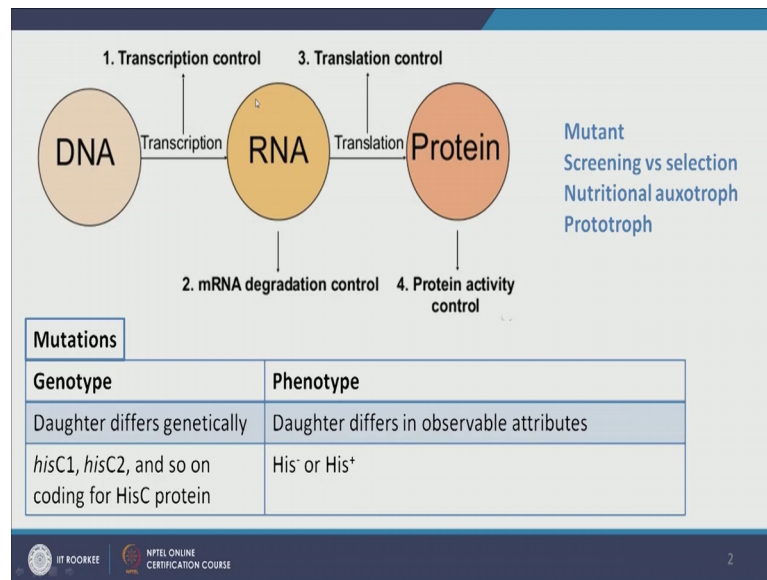 1. Transcription control 3. Translation control
DNA
Transcription
RNA
Translation
Protein
Mutant
Screening vs selection
Nutritional auxotroph
Prototroph
2. mRNA degradation control 4. Protein activity
control
Mutations
Genotype Phenotype
Daughter differs genetically Daughter differs in observable attributes
hisC1, hisC2, and so on His⁻ or His⁺
coding for HisC protein
IIT ROORKEE NPTEL ONLINE
CERTIFICATION COURSE
2